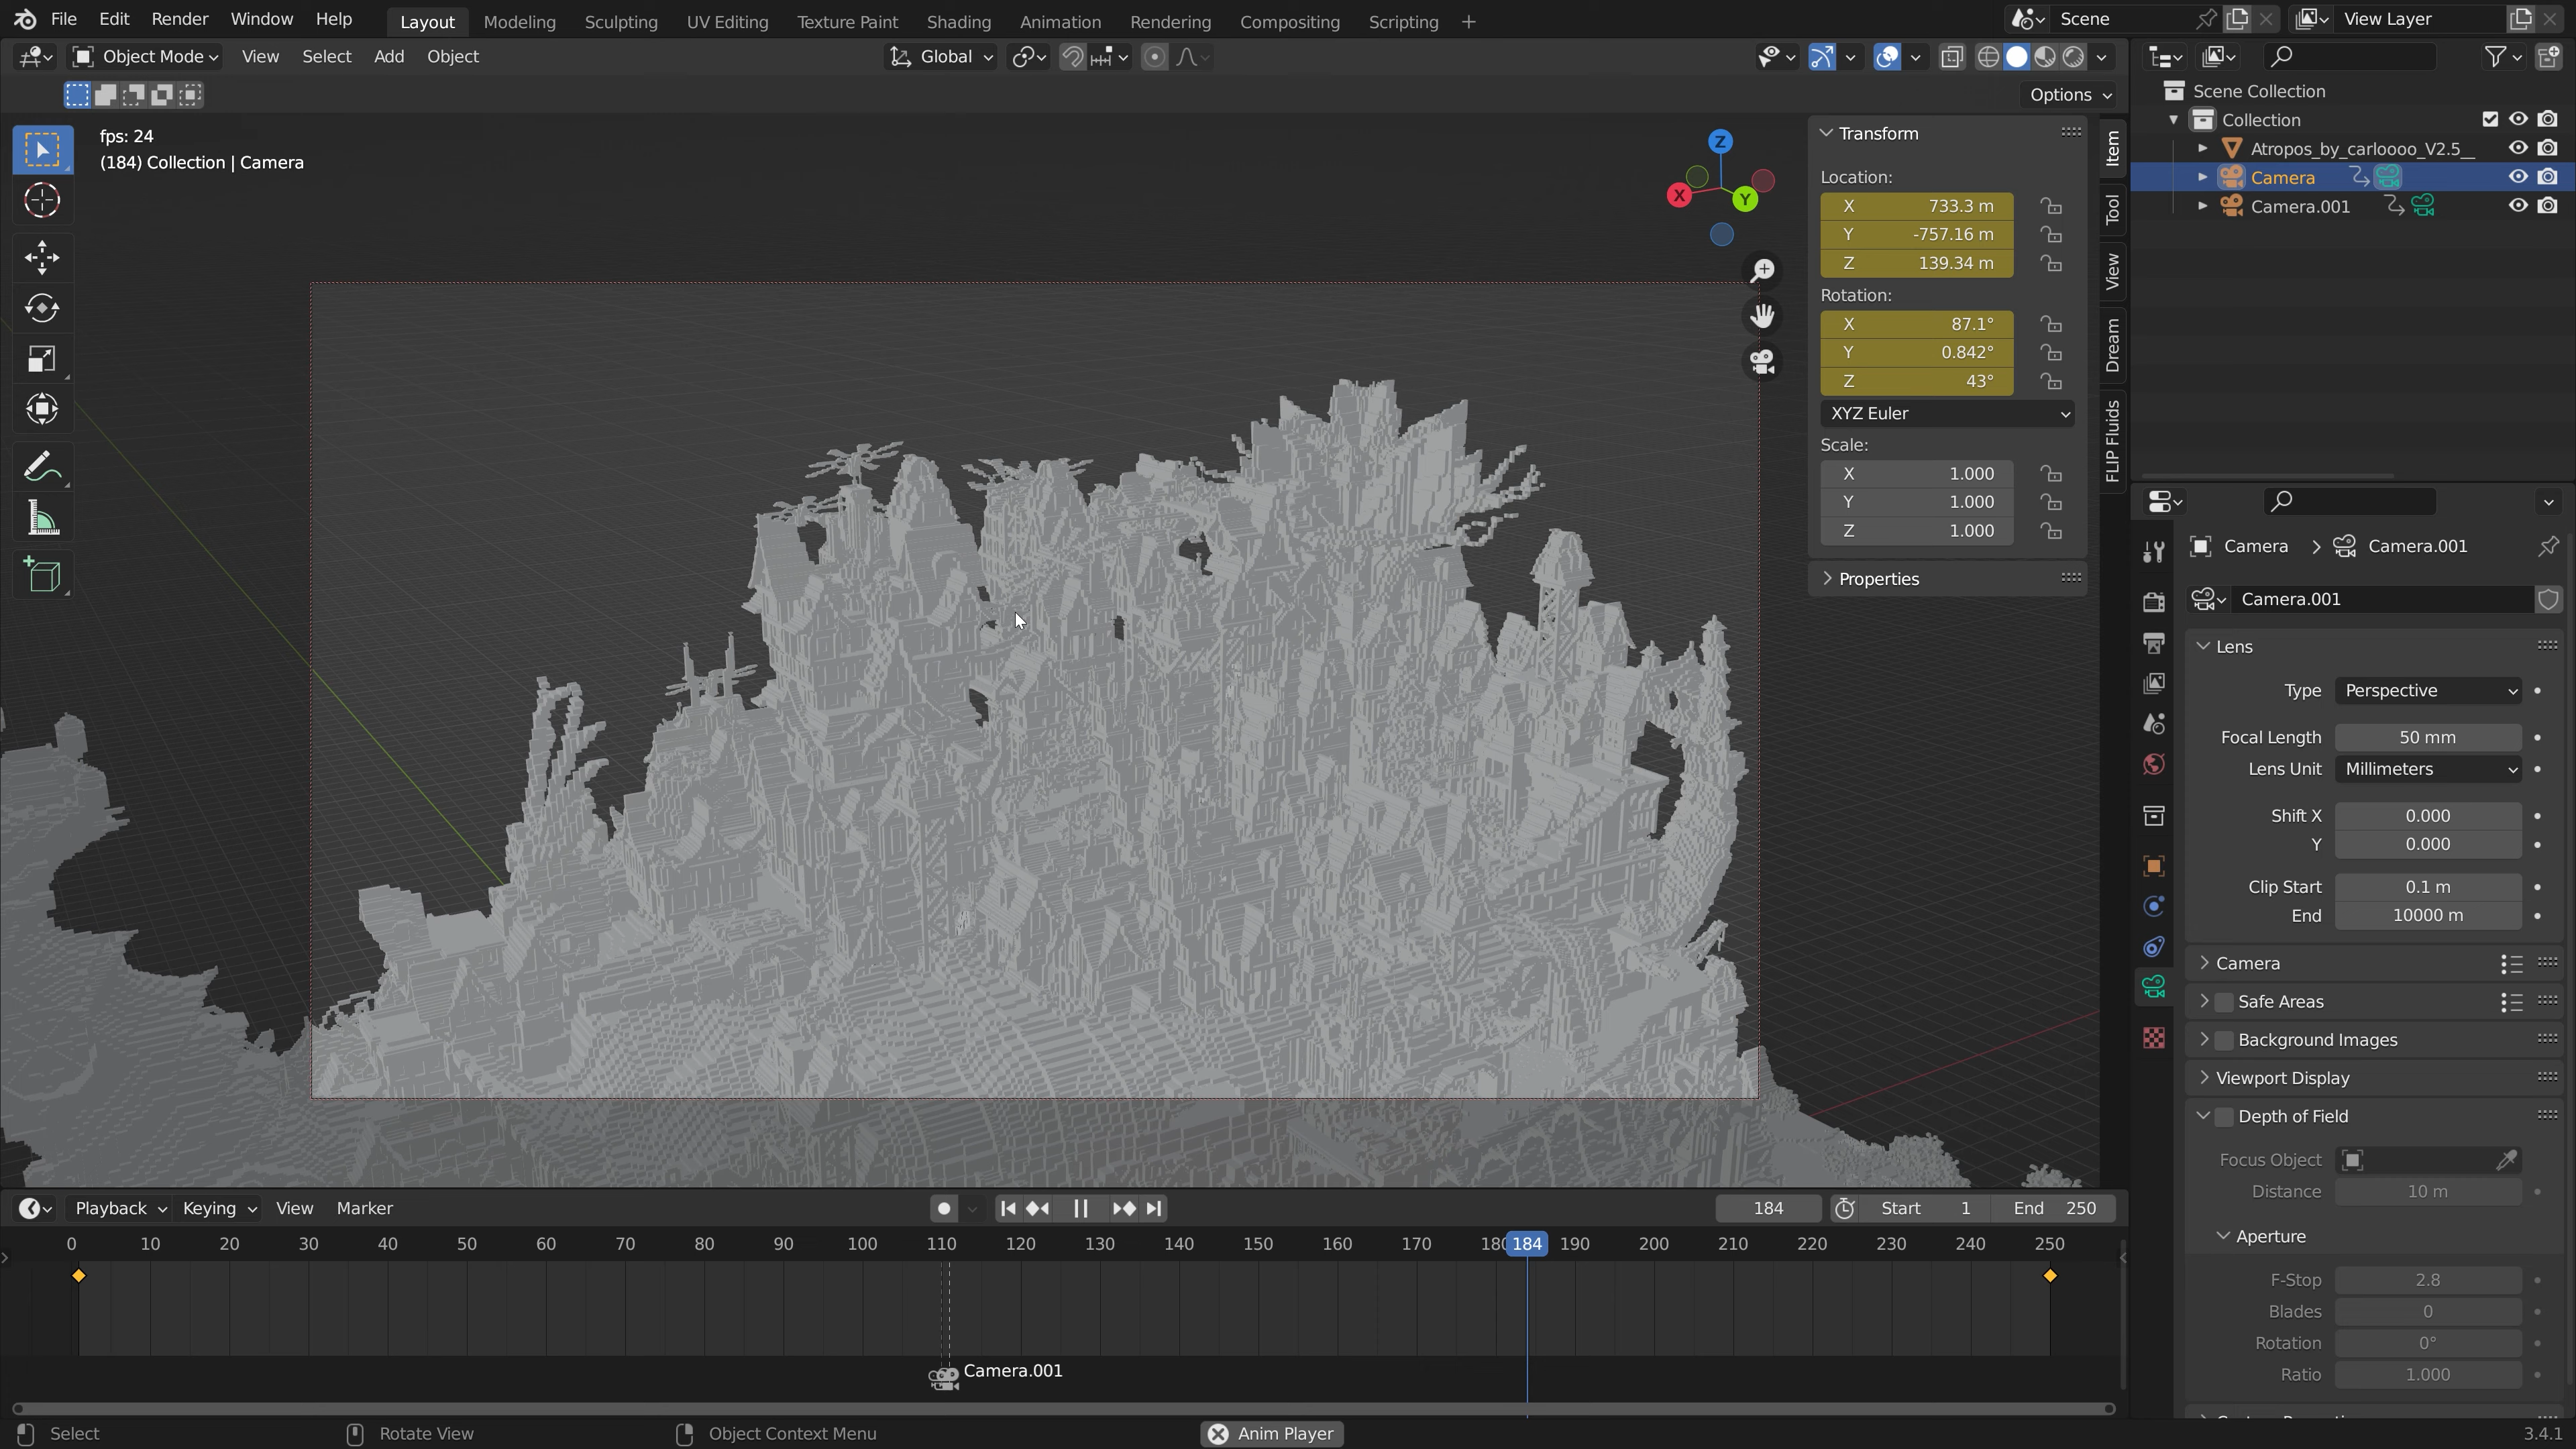 File Edit Render Window Help Layout Modeling Sculpting UV Editing Texture Paint Shading Animation Rendering Compositing Scripting + Scene View Layer
Object Mode View Select Add Object Global
Options
fps: 24
(184) Collection | Camera
Z
X
Y
Transform
Location:
X 733.3 m
Y -757.16 m
Z 139.34 m
Rotation:
X 87.1°
Y 0.842°
Z 43°
XYZ Euler
Scale:
X 1.000
Y 1.000
Z 1.000
Properties
Item
Tool
View
Dream
FLIP Fluids
Scene Collection
Collection
Atropos_by_carloooo_V2.5__
Camera
Camera.001
Camera > Camera.001
Camera.001
Lens
Type Perspective
Focal Length 50 mm
Lens Unit Millimeters
Shift X 0.000
Y 0.000
Clip Start 0.1 m
End 10000 m
Camera
Safe Areas
Background Images
Viewport Display
Depth of Field
Focus Object
Distance 10 m
Aperture
F-Stop 2.8
Blades 0
Rotation 0°
Ratio 1.000
Playback Keying View Marker 184 Start 1 End 250
0 10 20 30 40 50 60 70 80 90 100 110 120 130 140 150 160 170 180 184 190 200 210 220 230 240 250
Camera.001
Select Rotate View Object Context Menu Anim Player 3.4.1